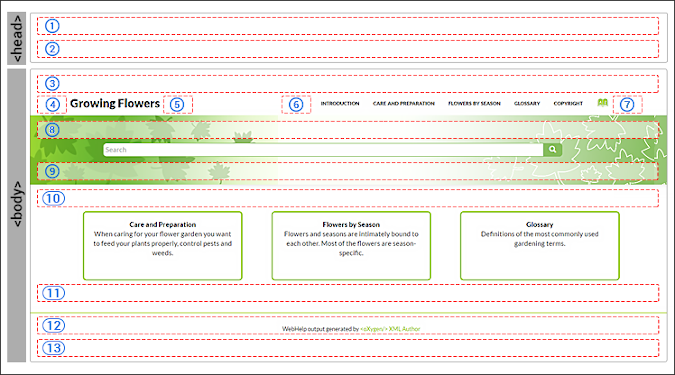 <head>
1
2
<body>
3
4 Growing Flowers 5 6 INTRODUCTION CARE AND PREPARATION FLOWERS BY SEASON GLOSSARY COPYRIGHT 7
8
Search
9
10
Care and Preparation
When caring for your flower garden you want
to feed your plants properly, control pests and
weeds.
Flowers by Season
Flowers and seasons are intimately bound to
each other. Most of the flowers are season-
specific.
Glossary
Definitions of the most commonly used
gardening terms.
11
12
WebHelp output generated by <oXygen/> XML Author
13